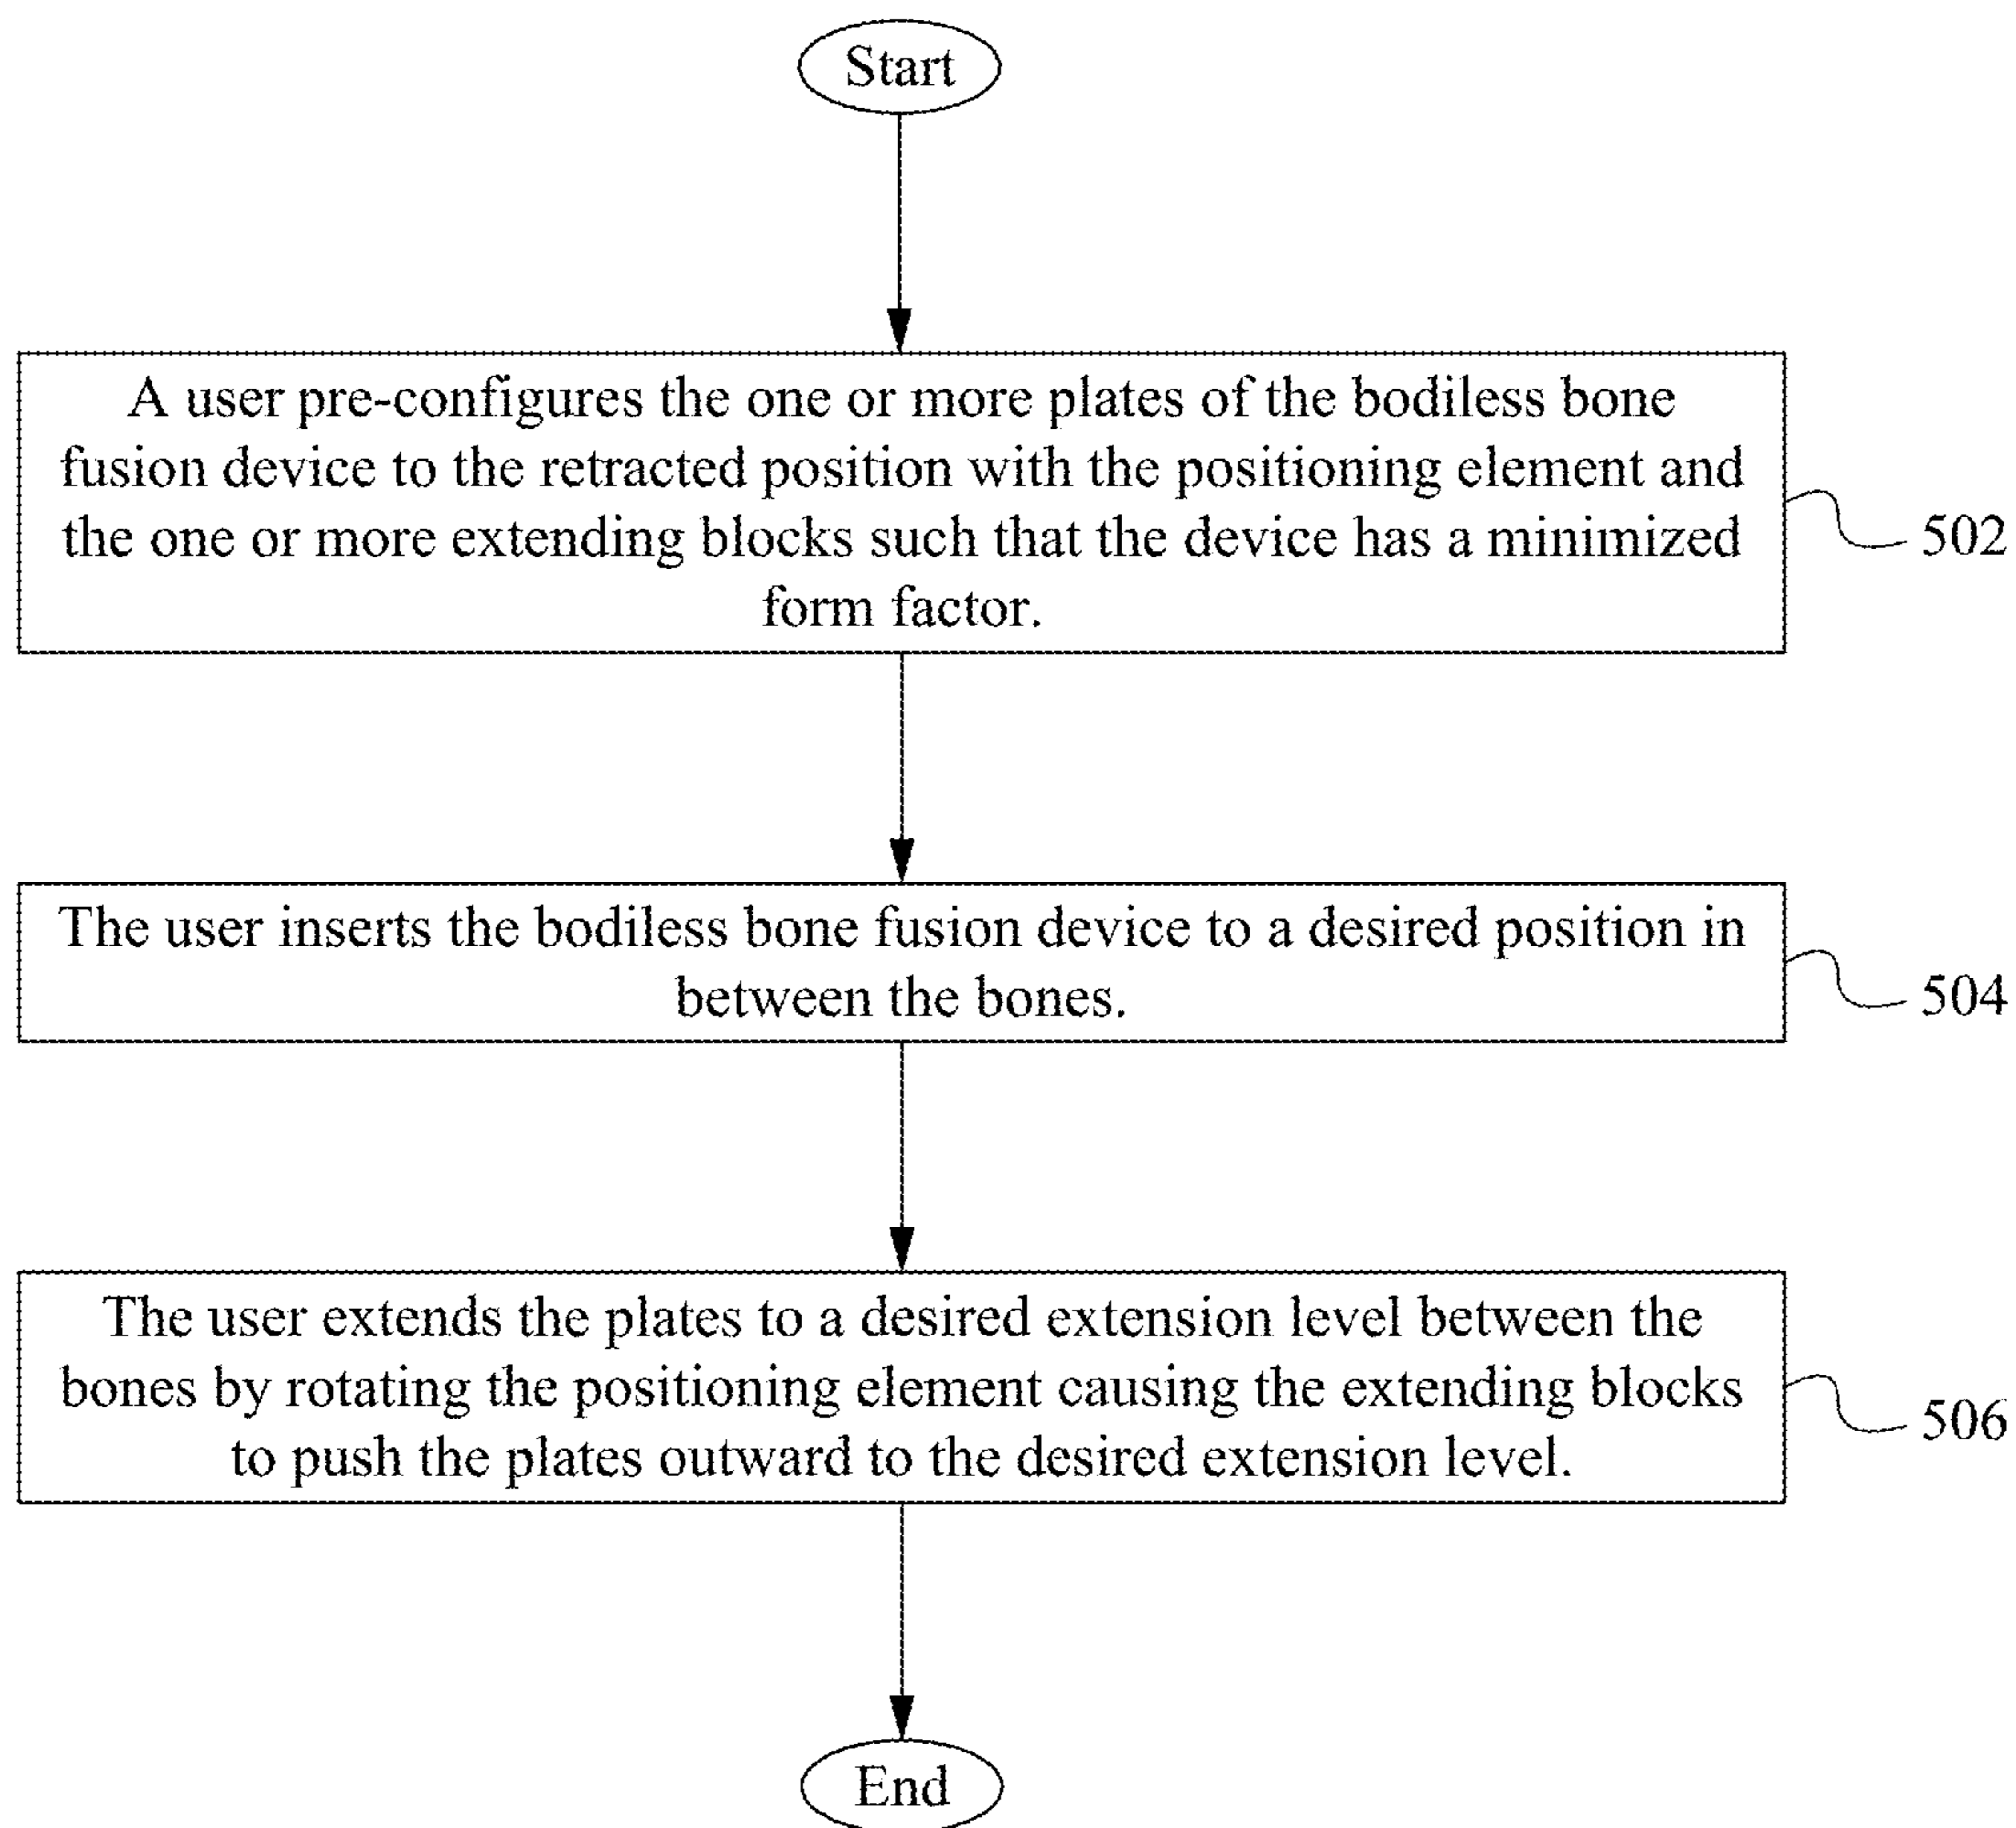 Start
A user pre-configures the one or more plates of the bodiless bone
fusion device to the retracted position with the positioning element and
the one or more extending blocks such that the device has a minimized
form factor.
502
The user inserts the bodiless bone fusion device to a desired position in
between the bones.
504
The user extends the plates to a desired extension level between the
bones by rotating the positioning element causing the extending blocks
to push the plates outward to the desired extension level.
506
End